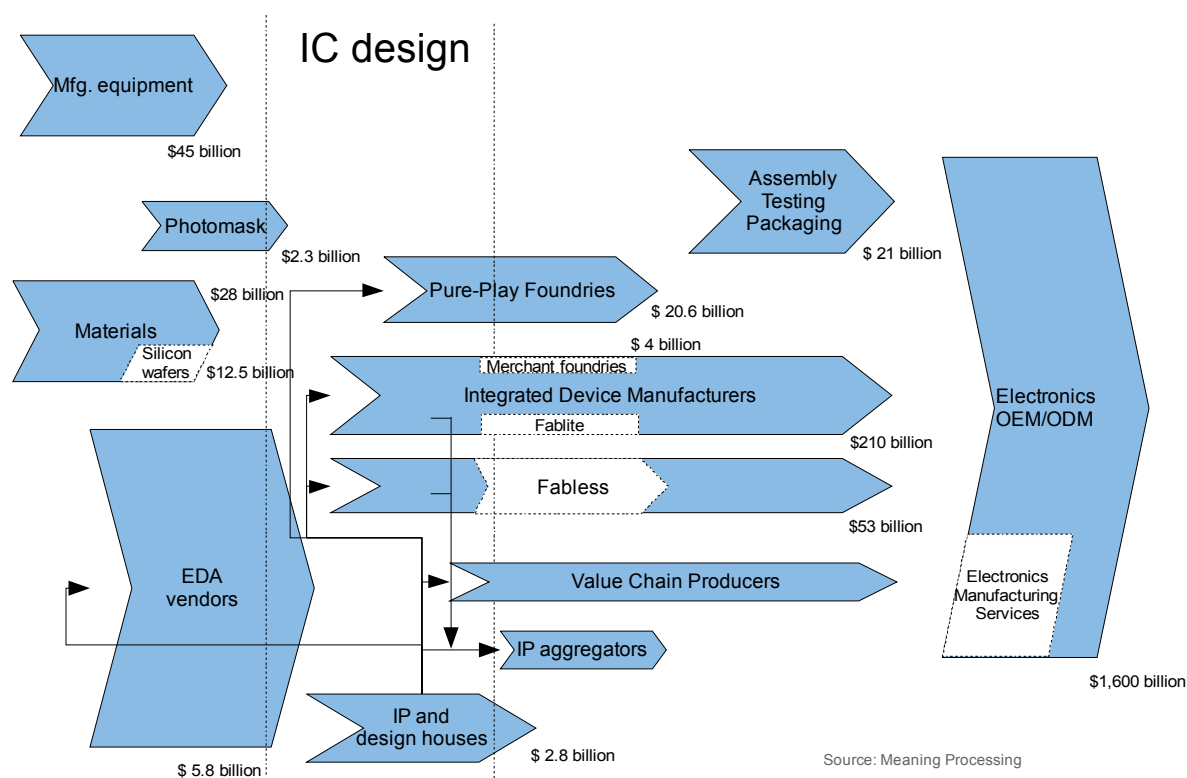 IC design
Mfg. equipment
$45 billion
Photomask
$2.3 billion
Assembly
Testing
Packaging
$ 21 billion
$28 billion
Materials
Silicon
wafers
$12.5 billion
Pure-Play Foundries
$ 20.6 billion
$ 4 billion
Merchant foundries
Integrated Device Manufacturers
Fablite
$210 billion
Fabless
$53 billion
Electronics
OEM/ODM
EDA
vendors
Value Chain Producers
Electronics
Manufacturing
Services
IP aggregators
$1,600 billion
IP and
design houses
$ 2.8 billion
$ 5.8 billion
Source: Meaning Processing